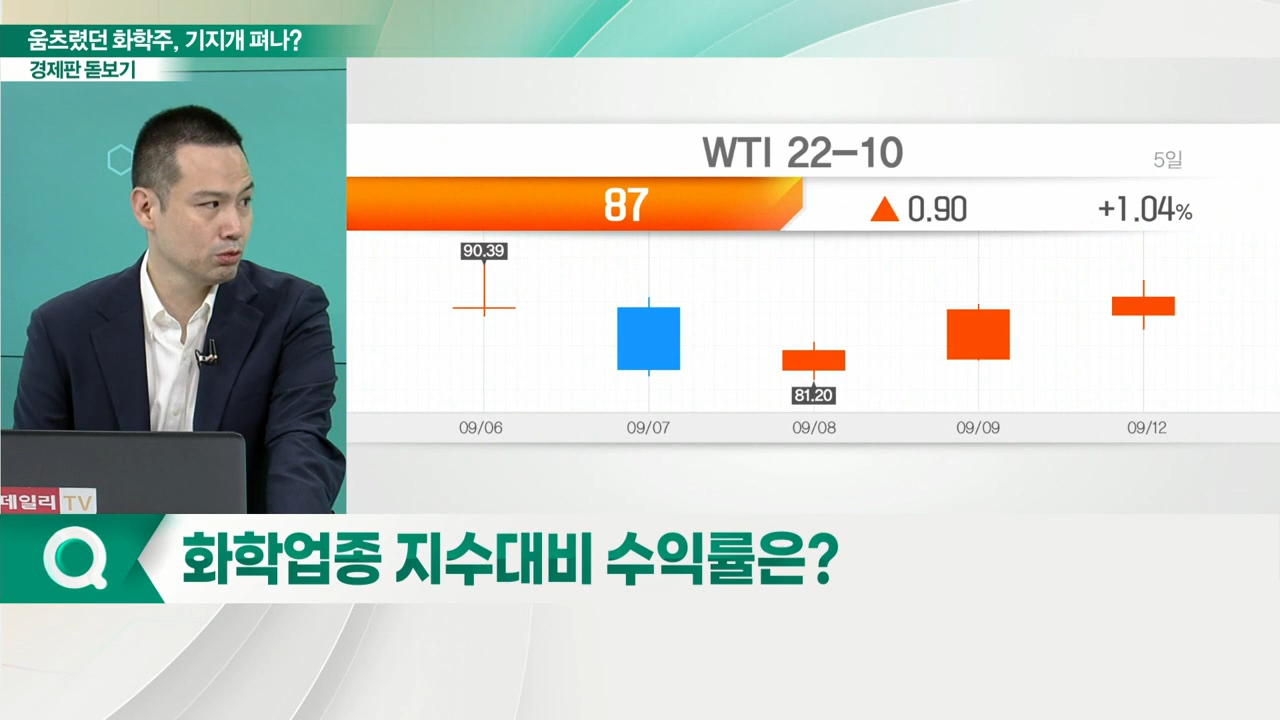 움츠렸던 화학주, 기지개 펴나?
경제판 돋보기
WTI 22-10
5일
87 ▲ 0.90 +1.04%
90.39
81.20
09/06 09/07 09/08 09/09 09/12
데일리 TV
Q 화학업종 지수대비 수익률은?